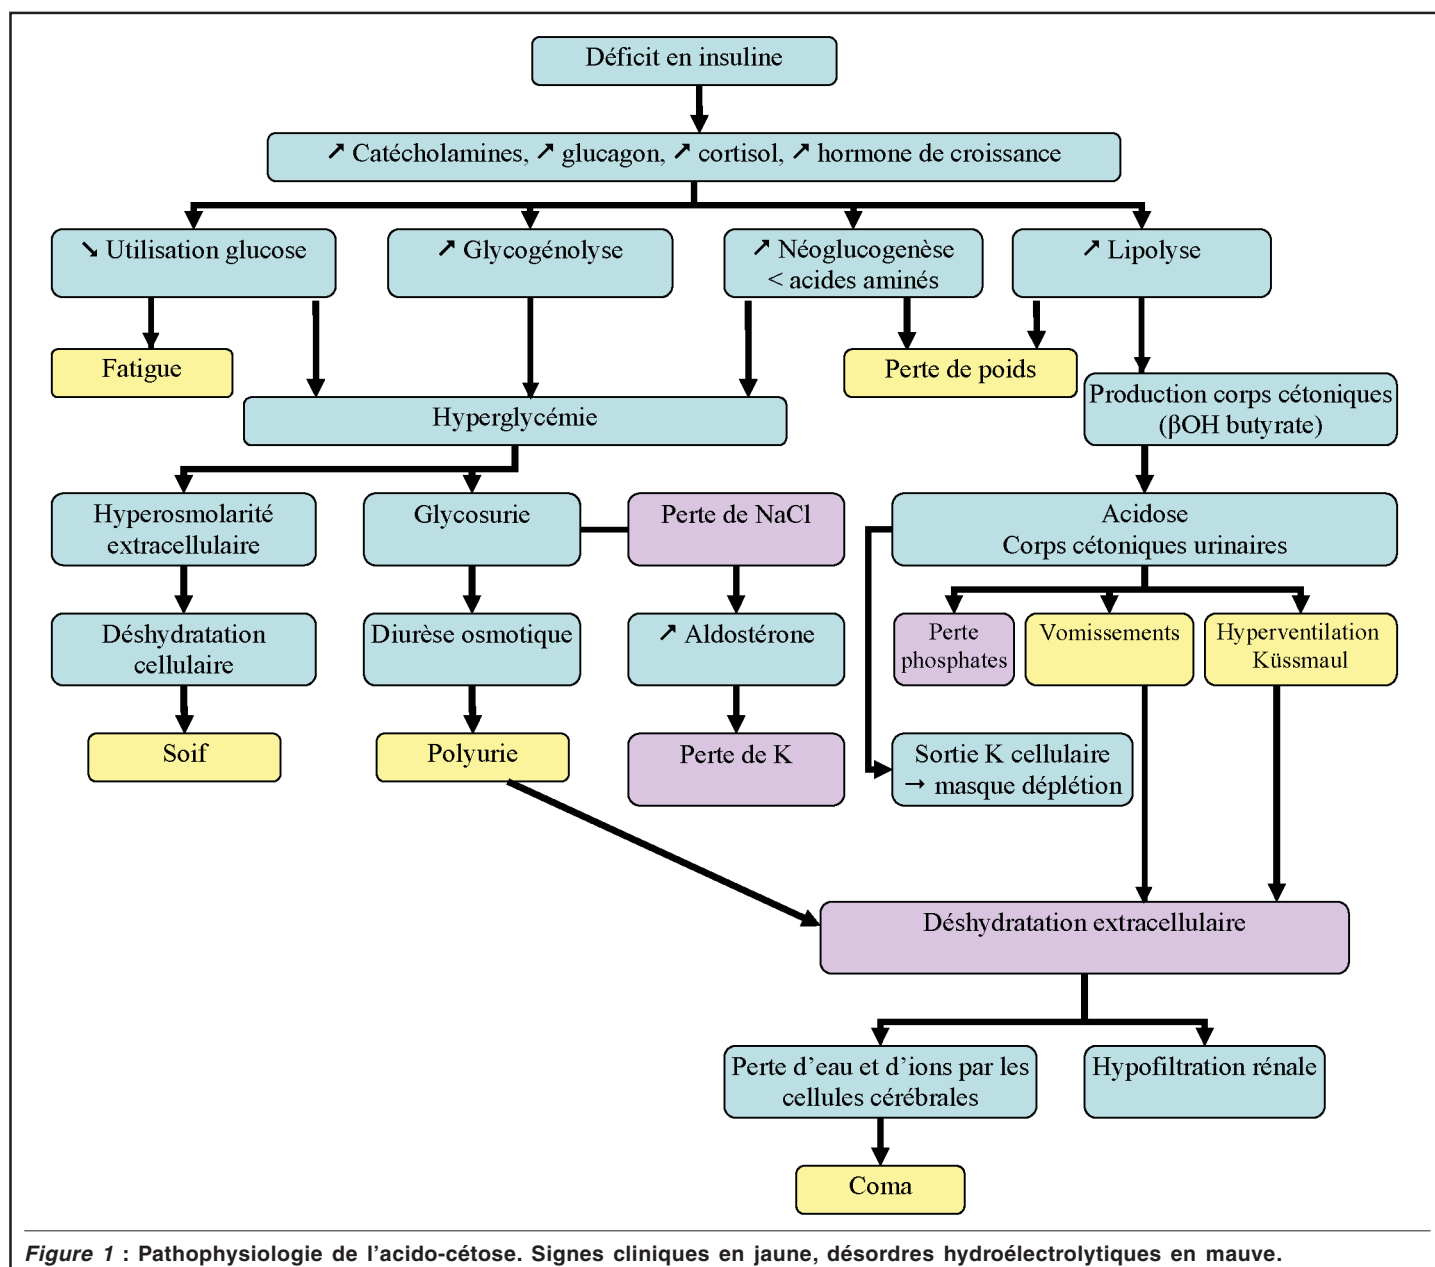 Déficit en insuline
↗ Catécholamines, ↗ glucagon, ↗ cortisol, ↗ hormone de croissance
↘ Utilisation glucose
↗ Glycogénolyse
↗ Néoglucogenèse
< acides aminés
↗ Lipolyse
Fatigue
Perte de poids
Production corps cétoniques
(βOH butyrate)
Hyperglycémie
Hyperosmolarité
extracellulaire
Glycosurie
Perte de NaCl
Acidose
Corps cétoniques urinaires
Déshydratation
cellulaire
Diurèse osmotique
↗ Aldostérone
Perte
phosphates
Vomissements
Hyperventilation
Küssmaul
Soif
Polyurie
Perte de K
Sortie K cellulaire
→ masque déplétion
Déshydratation extracellulaire
Perte d'eau et d'ions par les
cellules cérébrales
Hypofiltration rénale
Coma
Figure 1 : Pathophysiologie de l'acido-cétose. Signes cliniques en jaune, désordres hydroélectrolytiques en mauve.